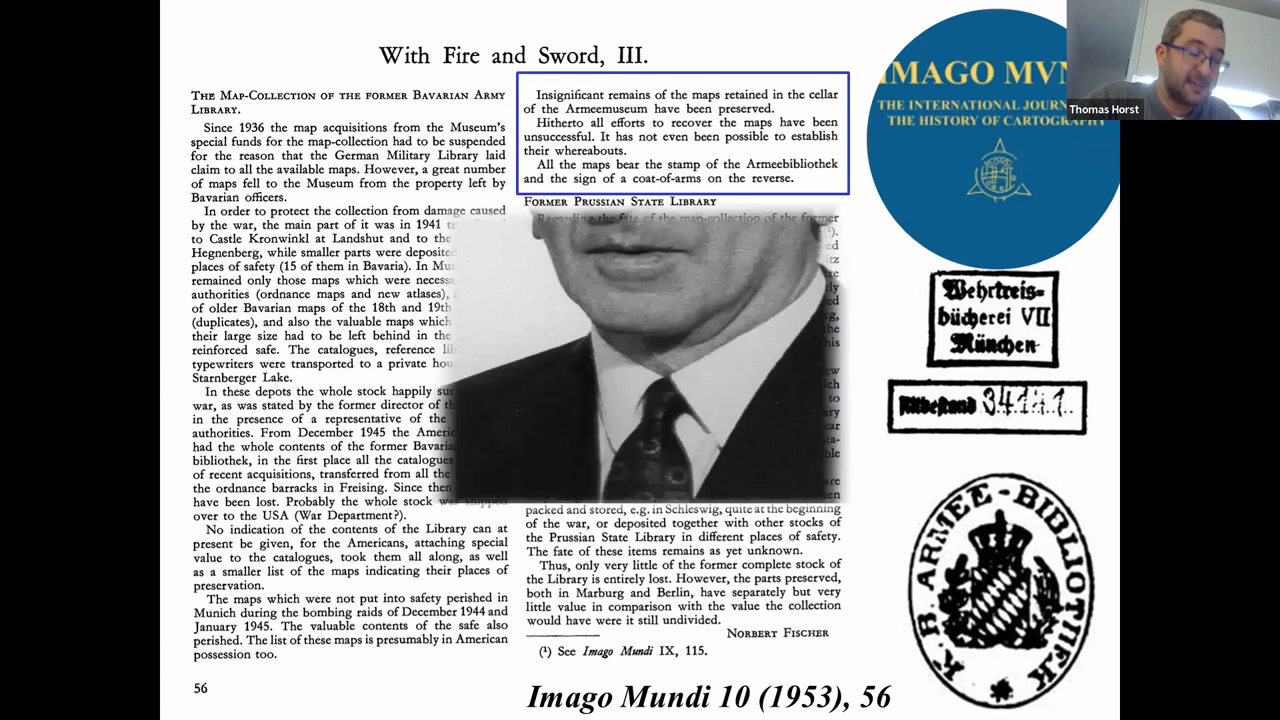 With Fire and Sword, III.
THE MAP-COLLECTION OF THE FORMER BAVARIAN ARMY
LIBRARY.
Since 1936 the map acquisitions from the Museum's
special funds for the map-collection had to be suspended
for the reason that the German Military Library laid
claim to all the available maps. However, a great number
of maps fell to the Museum from the property left by
Bavarian officers.
In order to protect the collection from damage caused
by the war, the main part of it was in 1941
to Castle Kronwinkl at Landshut and to the
Hegnenberg, while smaller parts were deposited
places of safety (15 of them in Bavaria). In
remained only those maps which were
authorities (ordnance maps and new atlases),
of older Bavarian maps of the 18th and 19th
(duplicates), and also the valuable maps which
their large size had to be left behind in the
reinforced safe. The catalogues, reference
typewriters were transported to a private
Starnberger Lake.
In these depots the whole stock happily
war, as was stated by the former director of
in the presence of a representative of the
authorities. From December 1945 the
had the whole contents of the former
bibliothek, in the first place all the catalogues
of recent acquisitions, transferred from all the
the ordnance barracks in Freising. Since then
have been lost. Probably the whole stock was shipped
over to the USA (War Department?).
No indication of the contents of the Library can at
present be given, for the Americans, attaching special
value to the catalogues, took them all along, as well
as a smaller list of the maps indicating their places of
preservation.
The maps which were not put into safety perished in
Munich during the bombing raids of December 1944 and
January 1945. The valuable contents of the safe also
perished. The list of these maps is presumably in American
possession too.
56
Insignificant remains of the maps retained in the cellar
of the Armeemuseum have been preserved.
Hitherto all efforts to recover the maps have been
unsuccessful. It has not even been possible to establish
their whereabouts.
All the maps bear the stamp of the Armeebibliothek
and the sign of a coat-of-arms on the reverse.
FORMER PRUSSIAN STATE LIBRARY
Regarding the fate of the map-collection of the former
packed and stored, e.g. in Schleswig, quite at the beginning
of the war, or deposited together with other stocks of
the Prussian State Library in different places of safety.
The fate of these items remains as yet unknown.
Thus, only very little of the former complete stock of
the Library is entirely lost. However, the parts preserved,
both in Marburg and Berlin, have separately but very
little value in comparison with the value the collection
would have were it still undivided.
NORBERT FISCHER
(¹) See Imago Mundi IX, 115.
Imago Mundi 10 (1953), 56
IMAGO
THE INTERNATIONAL
THE HISTORY OF CARTOGRAPHY
Thomas Horst
Wehrkreis-
bücherei VII
München
Altbestand
K. B. ARMEE-BIBLIOTHEK